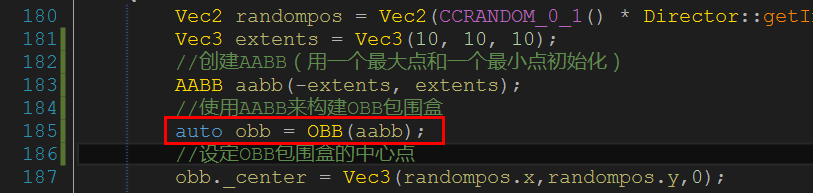 180 Vec2 randompos = Vec2(CCRANDOM_0_1() * Director::getI
181 Vec3 extents = Vec3(10, 10, 10);
182 //创建AABB（用一个最大点和一个最小点初始化）
183 AABB aabb(-extents, extents);
184 //使用AABB来构建OBB包围盒
185 auto obb = OBB(aabb);
186 //设定OBB包围盒的中心点
187 obb._center = Vec3(randompos.x,randompos.y,0);